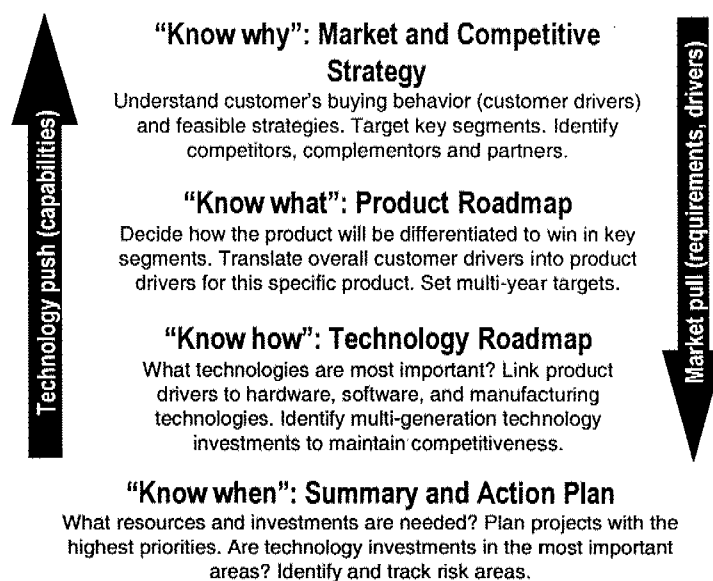 “Know why”: Market and Competitive
Strategy
Understand customer’s buying behavior (customer drivers)
and feasible strategies. Target key segments. Identify
competitors, complementors and partners.
“Know what”: Product Roadmap
Decide how the product will be differentiated to win in key
segments. Translate overall customer drivers into product
drivers for this specific product. Set multi-year targets.
“Know how”: Technology Roadmap
What technologies are most important? Link product
drivers to hardware, software, and manufacturing
technologies. Identify multi-generation technology
investments to maintain competitiveness.
“Know when”: Summary and Action Plan
What resources and investments are needed? Plan projects with the
highest priorities. Are technology investments in the most important
areas? Identify and track risk areas.
Technology push (capabilities)
Market pull (requirements, drivers)